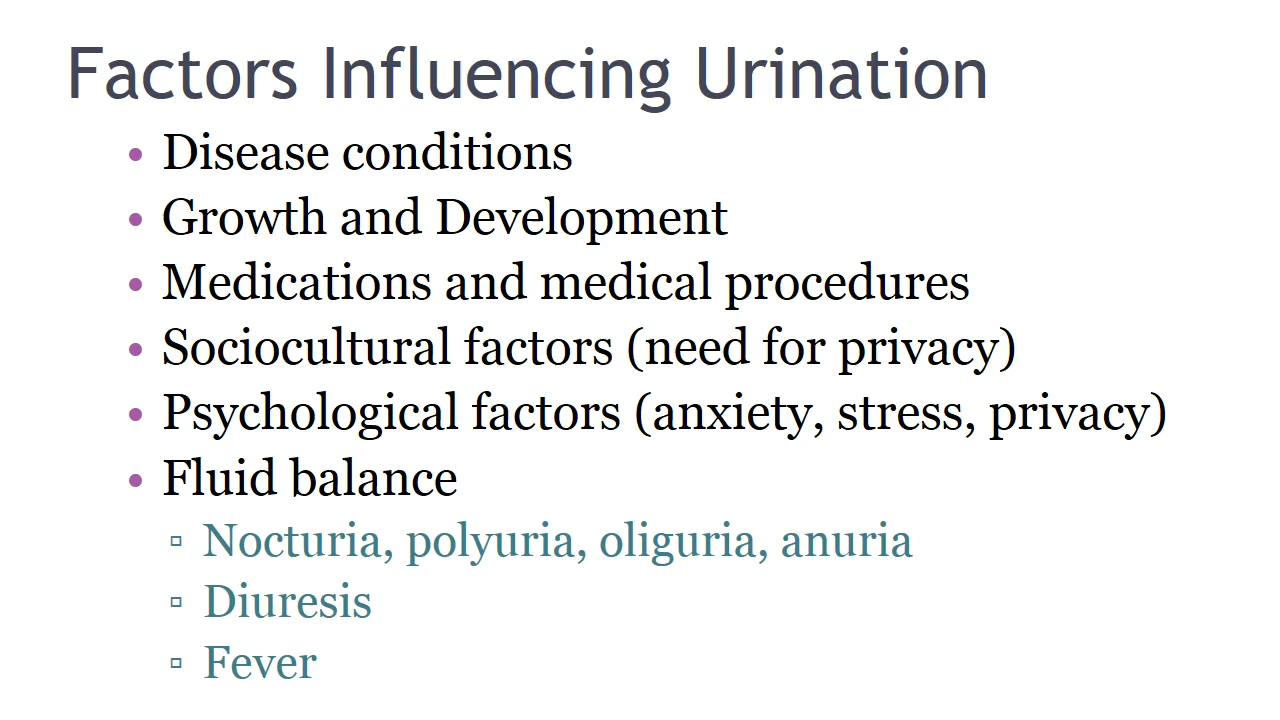 Factors Influencing Urination
• Disease conditions
• Growth and Development
• Medications and medical procedures
• Sociocultural factors (need for privacy)
• Psychological factors (anxiety, stress, privacy)
• Fluid balance
▫ Nocturia, polyuria, oliguria, anuria
▫ Diuresis
▫ Fever